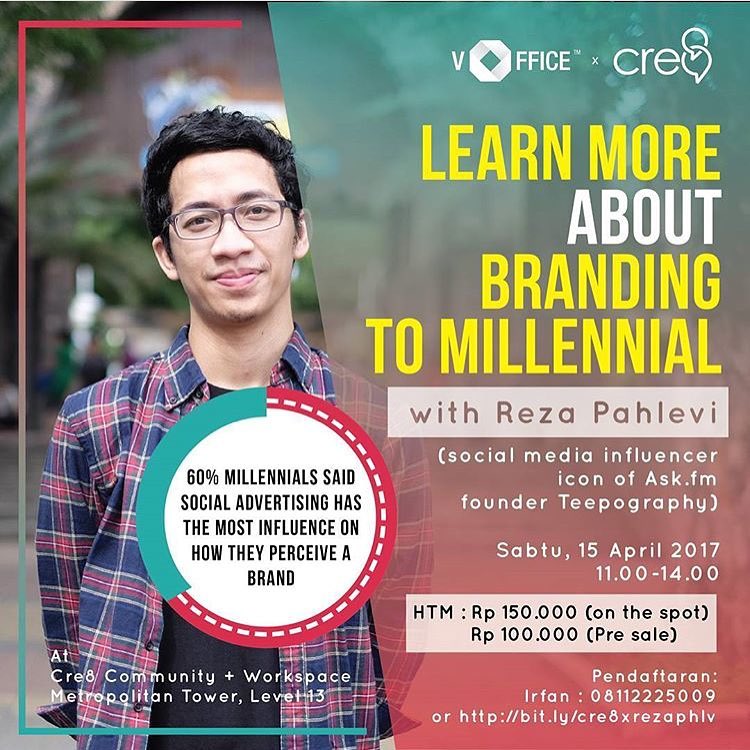 V OFFICE™ x cre8
LEARN MORE
ABOUT
BRANDING
TO MILLENNIAL
with Reza Pahlevi
(social media influencer
icon of Ask.fm
founder Teepography)
60% MILLENNIALS SAID
SOCIAL ADVERTISING HAS
THE MOST INFLUENCE ON
HOW THEY PERCEIVE A
BRAND
Sabtu, 15 April 2017
11.00-14.00
HTM : Rp 150.000 (on the spot)
Rp 100.000 (Pre sale)
At
Cre8 Community + Workspace
Metropolitan Tower, Level 13
Pendaftaran:
Irfan : 08112225009
or http://bit.ly/cre8xrezaphlv